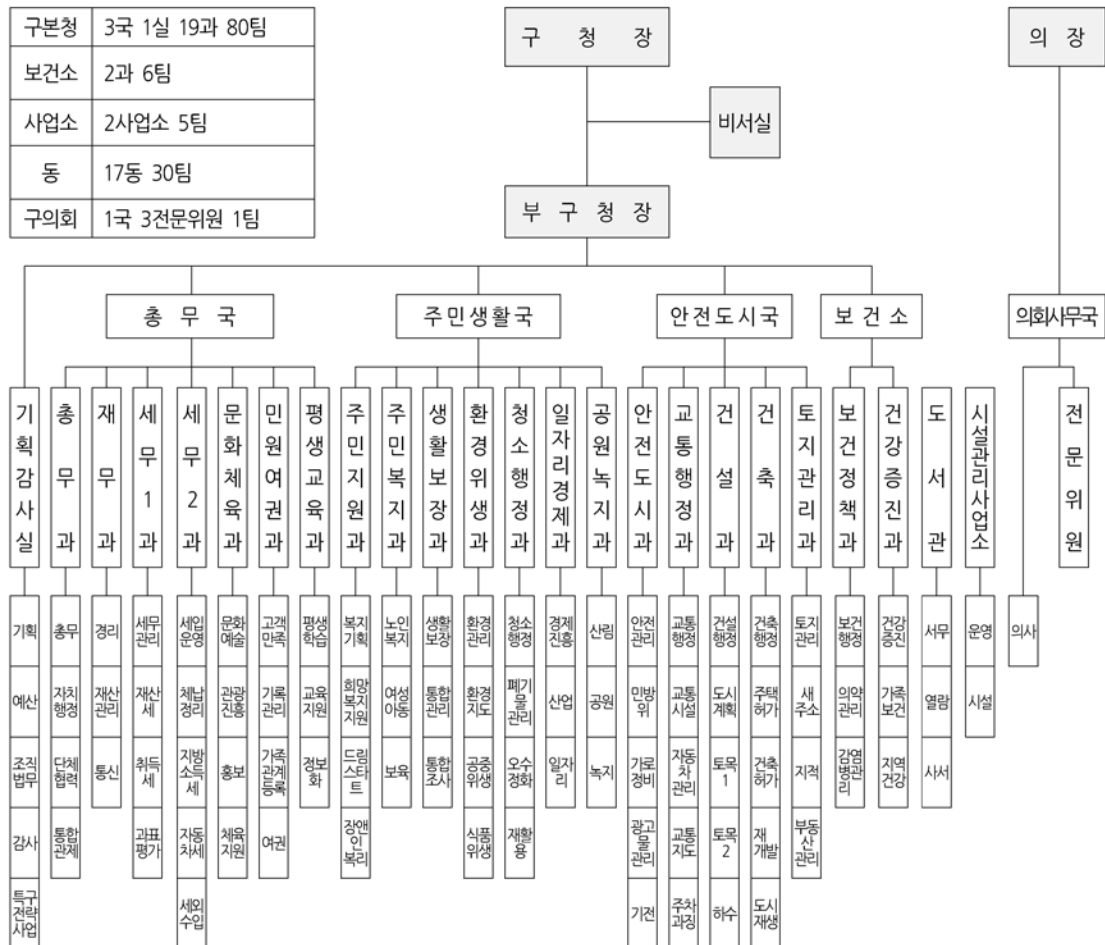 구본청 3국 1실 19과 80팀
보건소 2과 6팀
사업소 2사업소 5팀
동 17동 30팀
구의회 1국 3전문위원 1팀
구 청 장
의 장
비서실
부 구 청 장
총 무 국
주민생활국
안전도시국
보 건 소
의회사무국
기획감사실
총무과
재무과
세무1과
세무2과
문화체육과
민원여권과
평생교육과
주민지원과
주민복지과
생활보장과
환경위생과
청소행정과
일자리경제과
공원녹지과
안전도시과
교통행정과
건설과
건축과
토지관리과
보건정책과
건강증진과
도서관
시설관리사업소
전문위원
기획
예산
조직
법무
감사
특구
전략
사업
총무
자치
행정
단체
협력
통합
관제
경리
재산
관리
통신
세무
관리
재산
세
취득
세
과표
평가
세입
운영
체납
정리
지방
소득
세
자동
차세
세외
수입
문화
예술
관광
진흥
홍보
체육
지원
고객
만족
기록
관리
가족
관계
등록
여권
평생
학습
교육
지원
정보
화
복지
기획
희망
복지
지원
드림
스타
트
장앤
인
복리
노인
복지
여성
아동
보육
생활
보장
통합
관리
통합
조사
환경
관리
환경
지도
공중
위생
식품
위생
청소
행정
폐기
물
관리
오수
정화
재활
용
경제
진흥
산업
일자
리
산림
공원
녹지
안전
관리
민방
위
가로
정비
광고
물
관리
기전
교통
행정
교통
시설
자동
차
관리
교통
지도
주차
과징
건설
행정
도시
계획
토목
1
토목
2
하수
건축
행정
주택
허가
건축
허가
재
개발
도시
재생
토지
관리
새
주소
지적
부동
산
관리
보건
행정
의약
관리
감염
병관
리
건강
증진
가족
보건
지역
건강
서무
열람
사서
운영
시설
의사